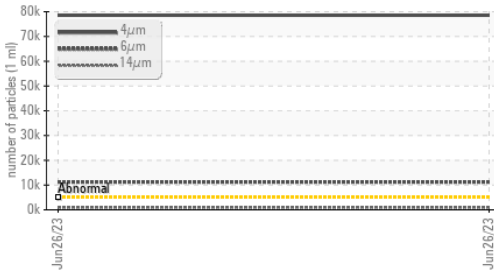 80k
70k
60k
50k
40k
30k
20k
10k
0k
number of particles (1 ml)
4µm
6µm
14µm
Abnormal
Jun26/23
Jun26/23